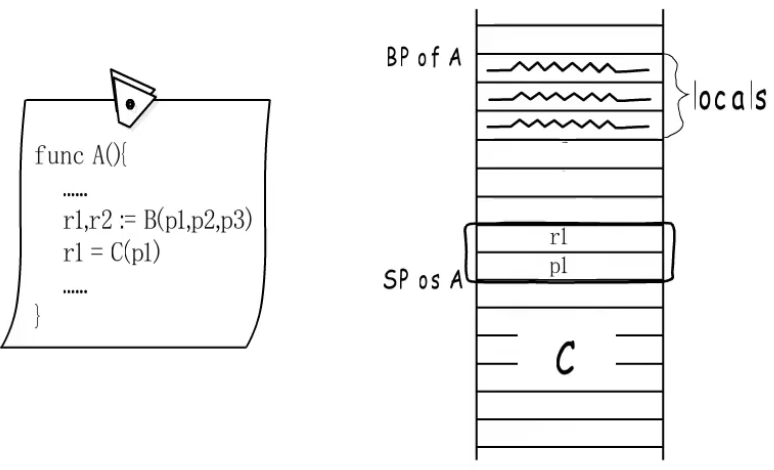 func A(){
......
r1,r2 := B(p1,p2,p3)
r1 = C(p1)
......
}
BP of A
locals
r1
p1
SP os A
C